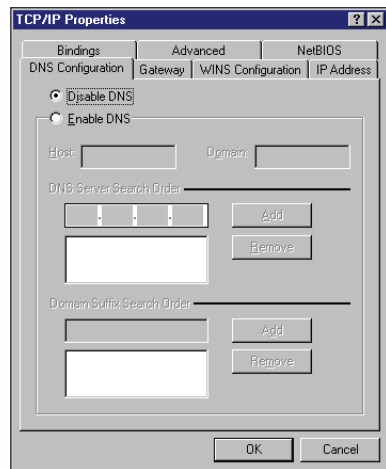 TCP/IP Properties
Bindings Advanced NetBIOS
DNS Configuration Gateway WINS Configuration IP Address
Disable DNS
Enable DNS
Host: Domain:
DNS Server Search Order
. . .
Add
Remove
Domain Suffix Search Order
Add
Remove
OK Cancel